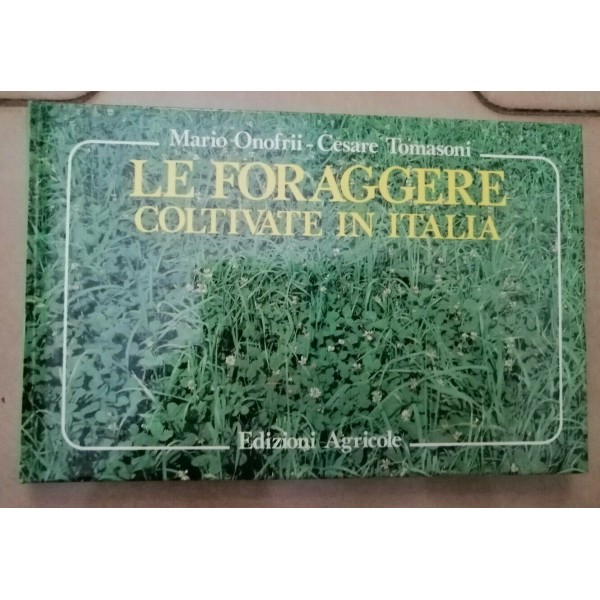 Mario Onofrii - Cesare Tomasoni
LE FORAGGERE
COLTIVATE IN ITALIA
Edizioni Agricole